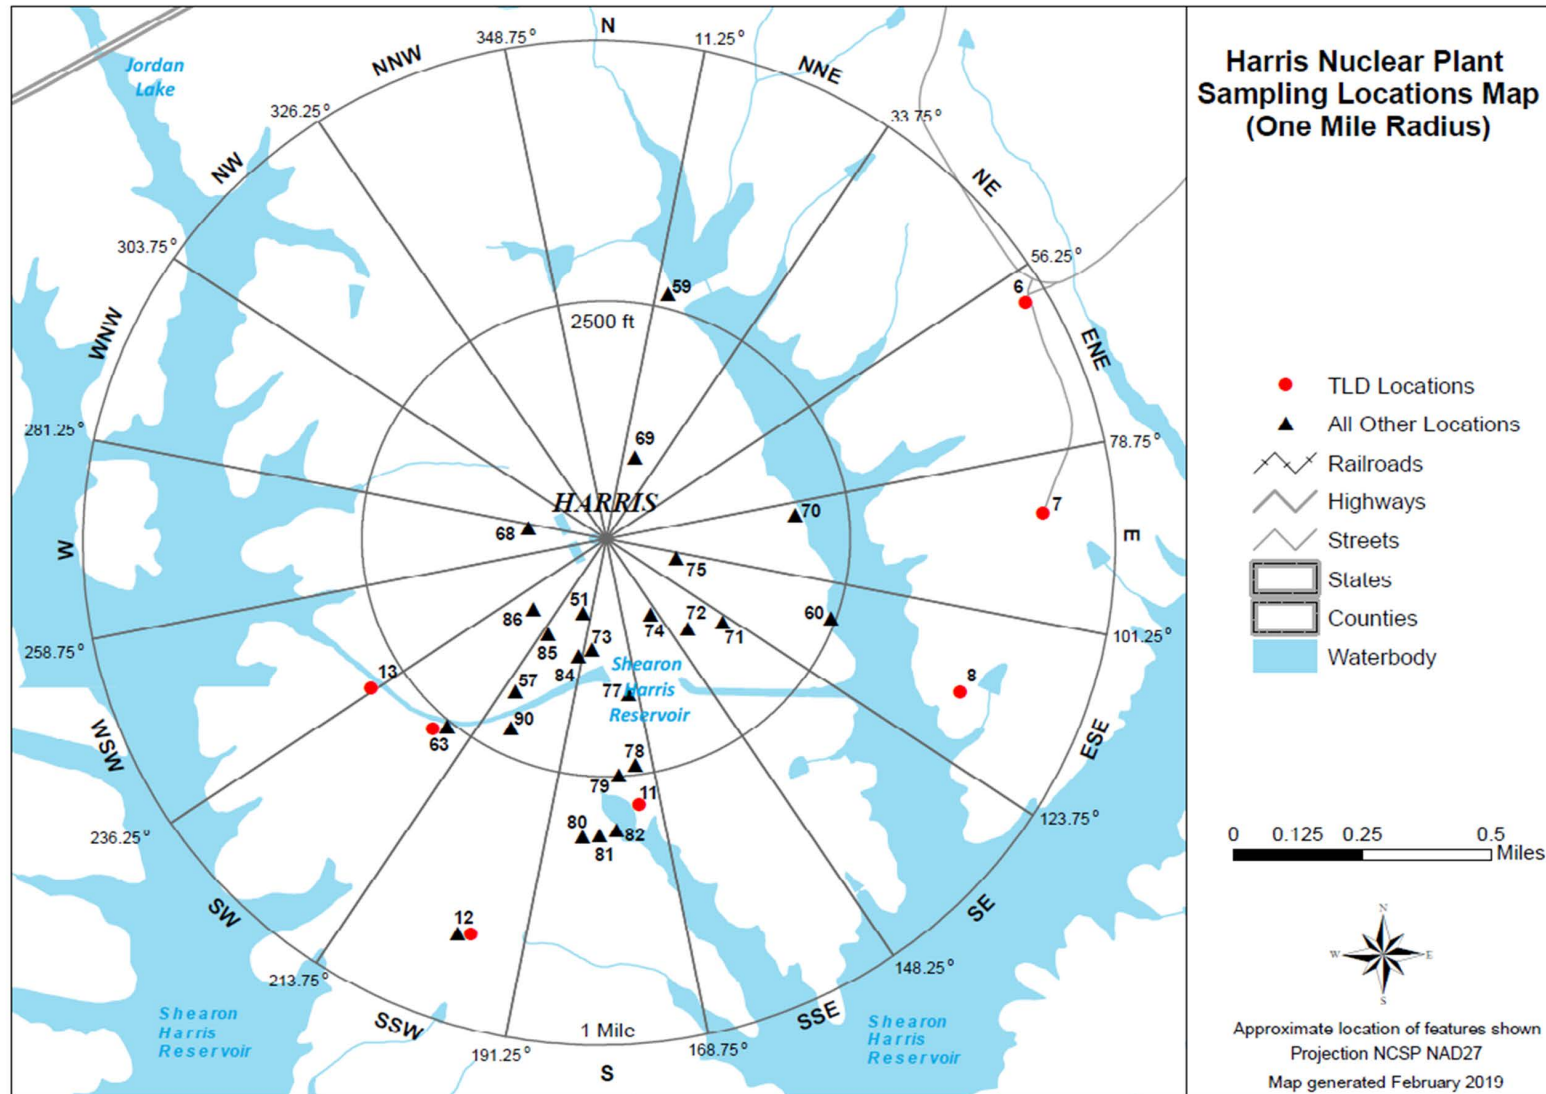 Harris Nuclear Plant
Sampling Locations Map
(One Mile Radius)
N
348.75°
11.25°
NNW
NNE
Jordan
Lake
326.25°
33.75°
NW
NE
303.75°
56.25°
6
59
2500 ft
WNW
ENE
281.25°
78.75°
69
HARRIS
68
70
7
W
E
75
51
86
74
72
71
60
85
73
84
258.75°
101.25°
Shearon
Harris
Reservoir
13
57
77
8
90
63
WSW
ESE
78
79
11
80
81
82
236.25°
123.75°
SW
SE
12
213.75°
148.25°
Shearon
Harris
Reservoir
SSW
SSE
Shearon
Harris
Reservoir
1 Mile
191.25°
168.75°
S
TLD Locations
All Other Locations
Railroads
Highways
Streets
States
Counties
Waterbody
0 0.125 0.25 0.5
Miles
N
W E
S
Approximate location of features shown
Projection NCSP NAD27
Map generated February 2019